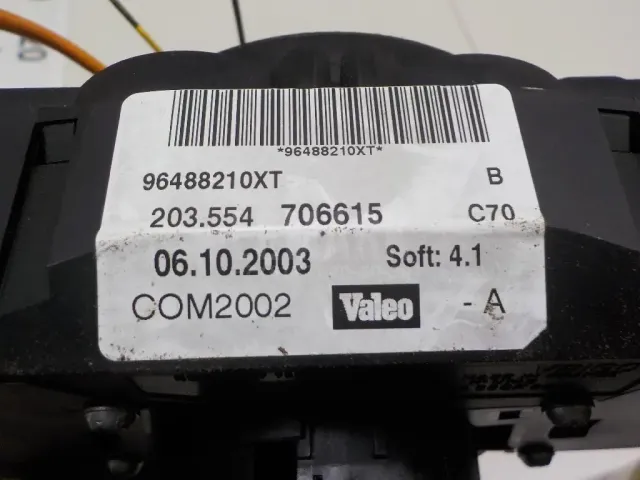 *96488210XT*
96488210XT B
203.554 706615 C70
06.10.2003 Soft: 4.1
COM2002 Valeo - A